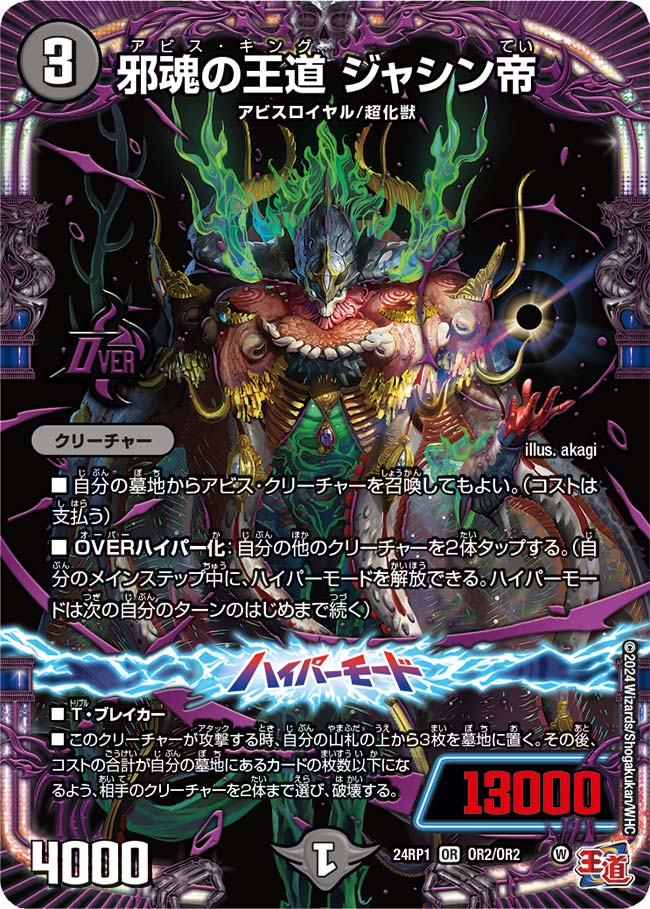 3
アビス・キング てい
邪魂の王道 ジャシン帝
アビスロイヤル/超化獣
OVER
クリーチャー
illus. akagi
■ 自分の墓地からアビス・クリーチャーを召喚してもよい。(コストは
支払う)
■ OVERハイパー化:自分の他のクリーチャーを2体タップする。(自
分のメインステップ中に、ハイパーモードを解放できる。ハイパーモー
ドは次の自分のターンのはじめまで続く)
ハイパーモード
■ T・ブレイカー
■ このクリーチャーが攻撃する時、自分の山札の上から3枚を墓地に置く。その後、
コストの合計が自分の墓地にあるカードの枚数以下にな
るよう、相手のクリーチャーを2体まで選び、破壊する。
13000
©2024 Wizards/Shogakukan/WHC
4000
1
24RP1 OR OR2/OR2 W 王道